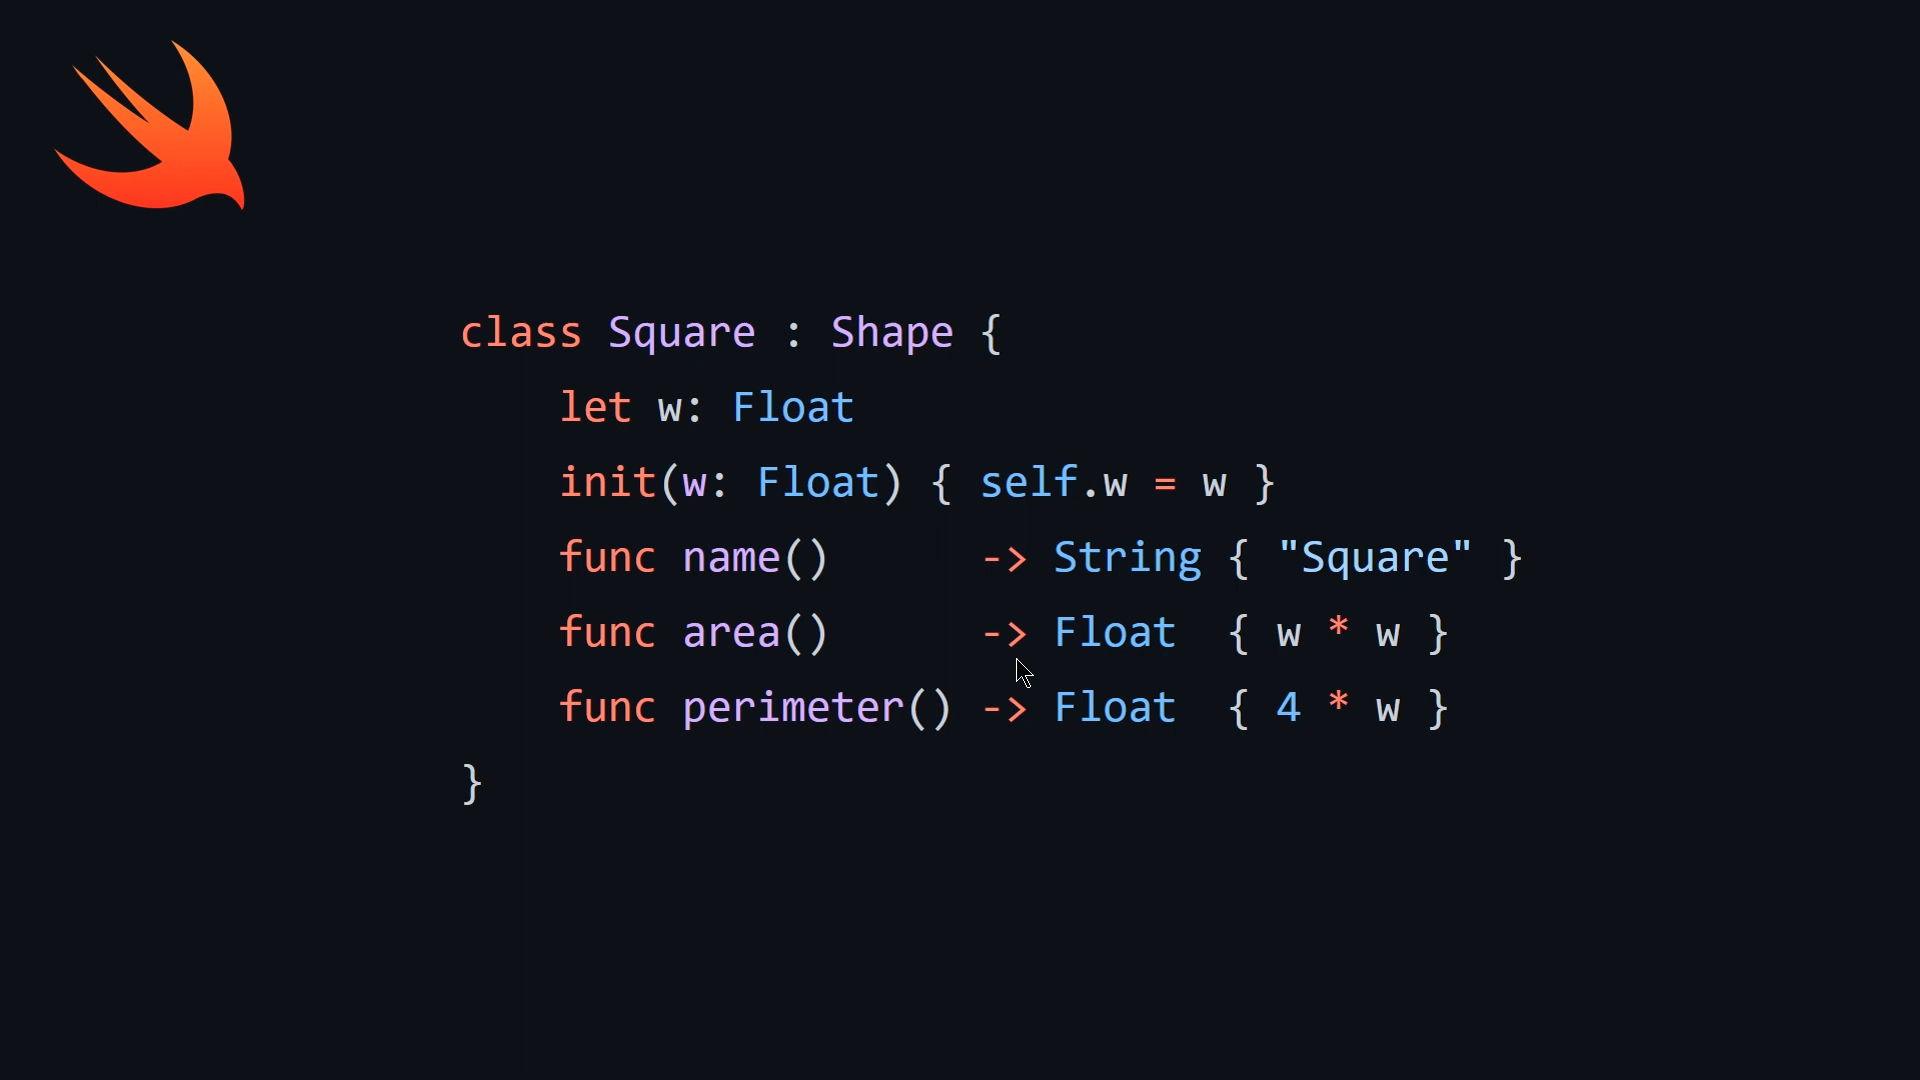 class Square : Shape {
    let w: Float
    init(w: Float) { self.w = w }
    func name()      -> String { "Square" }
    func area()      -> Float  { w * w }
    func perimeter() -> Float  { 4 * w }
}